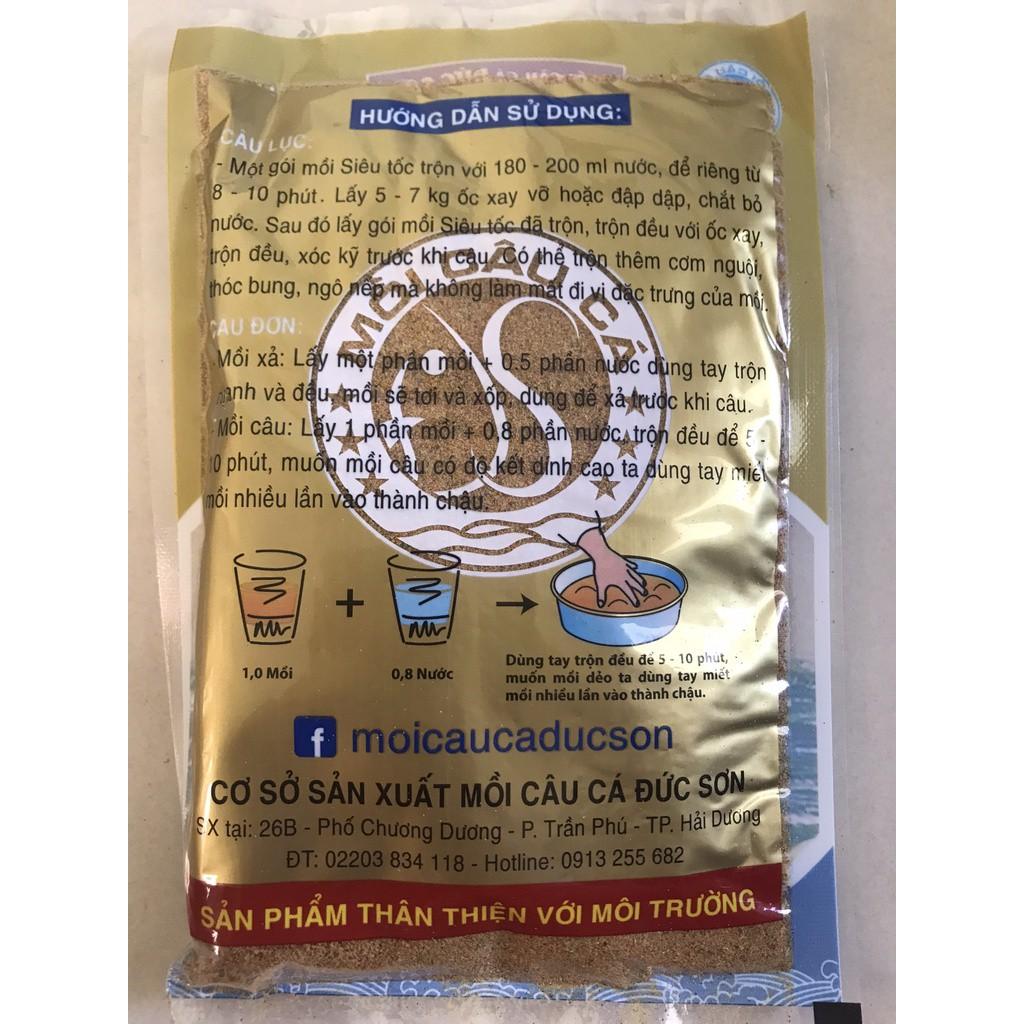 HƯỚNG DẪN SỬ DỤNG:
CÂU LỤC:
- Một gói mồi Siêu tốc trộn với 180 - 200 ml nước, để riêng từ
8 - 10 phút. Lấy 5 - 7 kg ốc xay vỡ hoặc đập dập, chắt bỏ
nước. Sau đó lấy gói mồi Siêu tốc đã trộn, trộn đều với ốc xay,
trộn đều, xóc kỹ trước khi câu. Có thể trộn thêm cơm nguội,
thóc bung, ngô nếp mà không làm mất đi vị đặc trưng của mồi.
CÂU ĐƠN:
- Mồi xả: Lấy một phần mồi + 0.5 phần nước dùng tay trộn
nhanh và đều, mồi sẽ tơi và xốp, dùng để xả trước khi câu.
- Mồi câu: Lấy 1 phần mồi + 0,8 phần nước, trộn đều để 5 -
10 phút, muốn mồi câu có độ kết dính cao ta dùng tay miết
mồi nhiều lần vào thành chậu.
MỒI CÂU CÁ
ĐS
+
→
1,0 Mồi
0,8 Nước
Dùng tay trộn đều để 5 - 10 phút,
muốn mồi dẻo ta dùng tay miết
mồi nhiều lần vào thành chậu.
f moicaucaducson
CƠ SỞ SẢN XUẤT MỒI CÂU CÁ ĐỨC SƠN
SX tại: 26B - Phố Chương Dương - P. Trần Phú - TP. Hải Dương
ĐT: 02203 834 118 - Hotline: 0913 255 682
SẢN PHẨM THÂN THIỆN VỚI MÔI TRƯỜNG